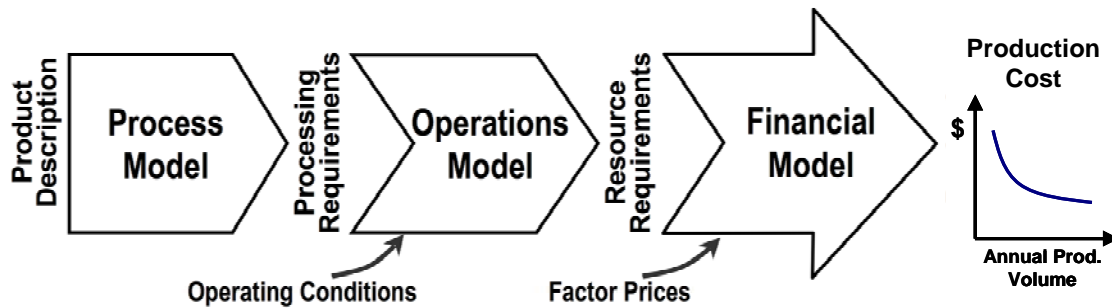 Product
Description
Process
Model
Processing
Requirements
Operations
Model
Resource
Requirements
Financial
Model
Production
Cost
$
Annual Prod.
Volume
Operating Conditions
Factor Prices